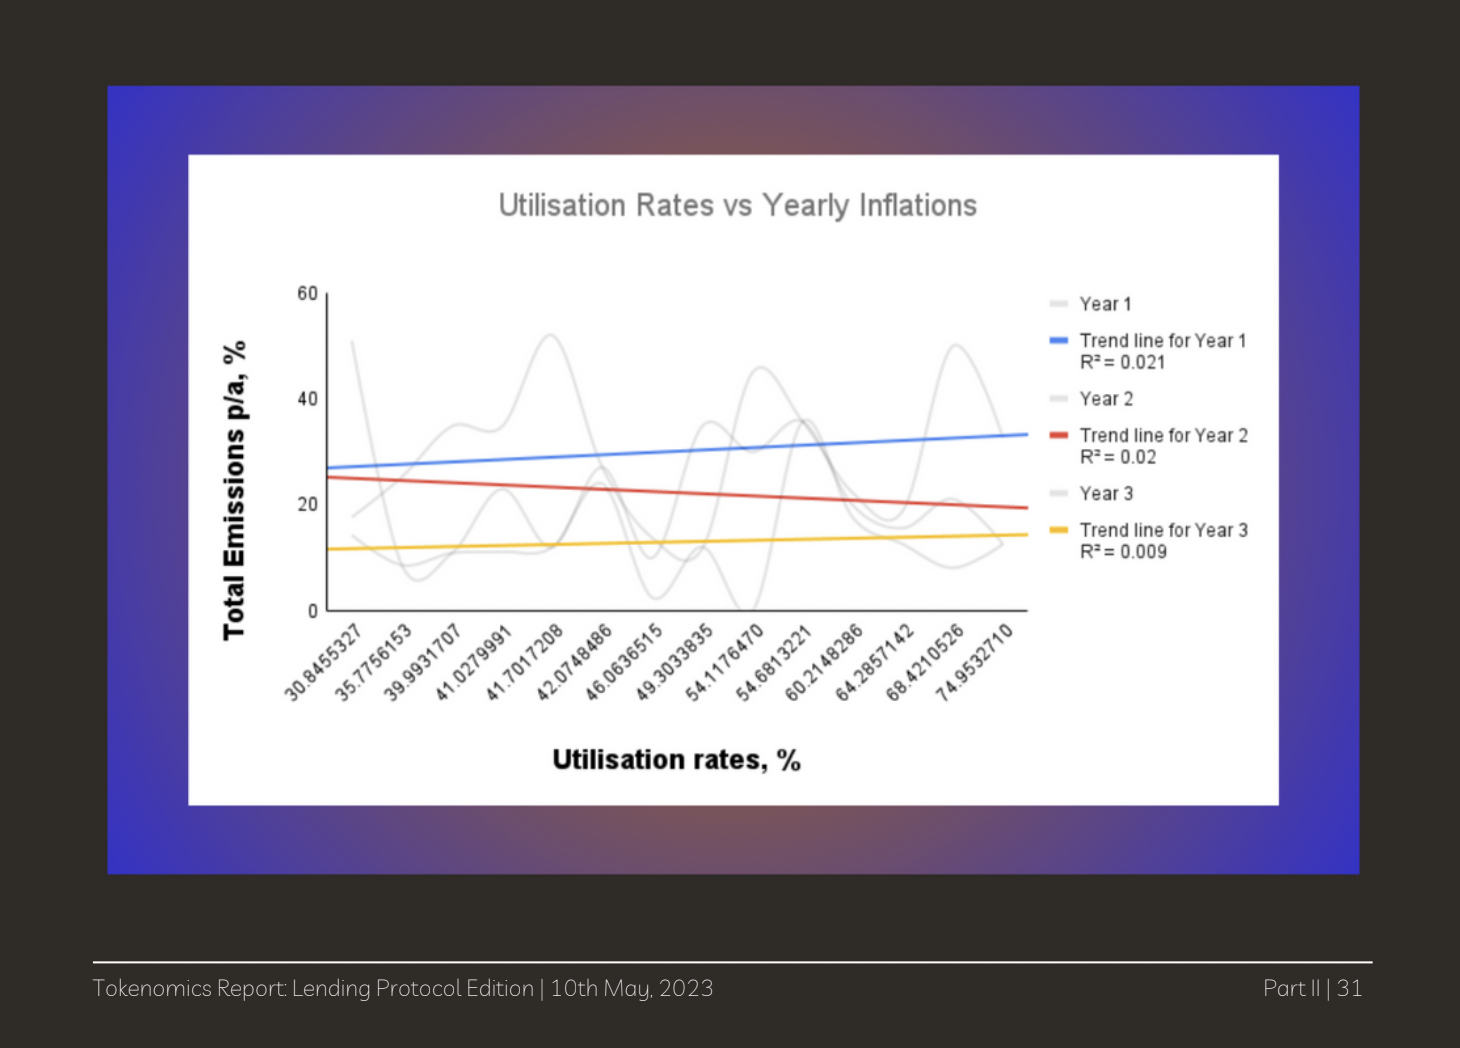 Utilisation Rates vs Yearly Inflations
Total Emissions p/a, %
60
40
20
0
30.8455327
35.7756153
39.9931707
41.0279991
41.7017208
42.0748486
46.0636515
49.3033835
54.1176470
54.6813221
60.2148286
64.2857142
68.4210526
74.9532710
Utilisation rates, %
Year 1
Trend line for Year 1
R² = 0.021
Year 2
Trend line for Year 2
R² = 0.02
Year 3
Trend line for Year 3
R² = 0.009
Tokenomics Report: Lending Protocol Edition | 10th May, 2023
Part II | 31